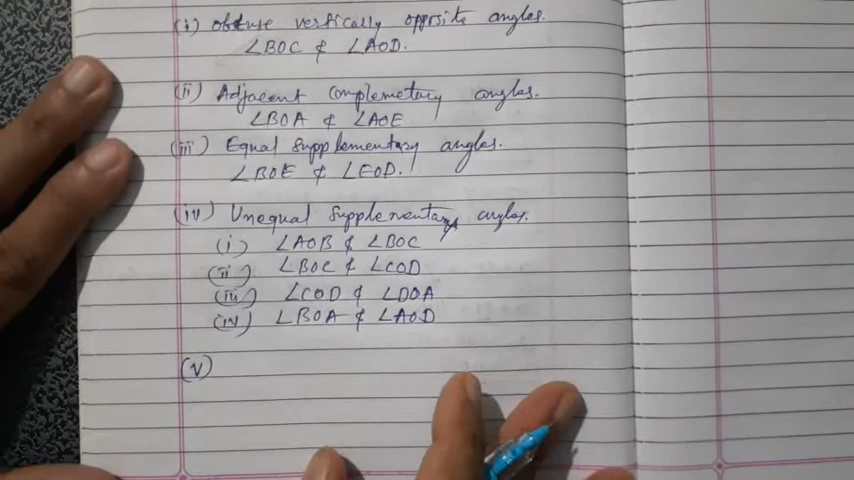 (i) obtuse vertically opposite angles.
∠BOC & ∠AOD.
(ii) Adjacent complemetary angles.
∠BOA & ∠AOE
(iii) Equal supplementary angles.
∠BOE & ∠EOD.
(iv) Unequal supplementary angles.
(i) ∠AOB & ∠BOC
(ii) ∠BOC & ∠COD
(iii) ∠COD & ∠DOA
(iv) ∠BOA & ∠AOD
(v)